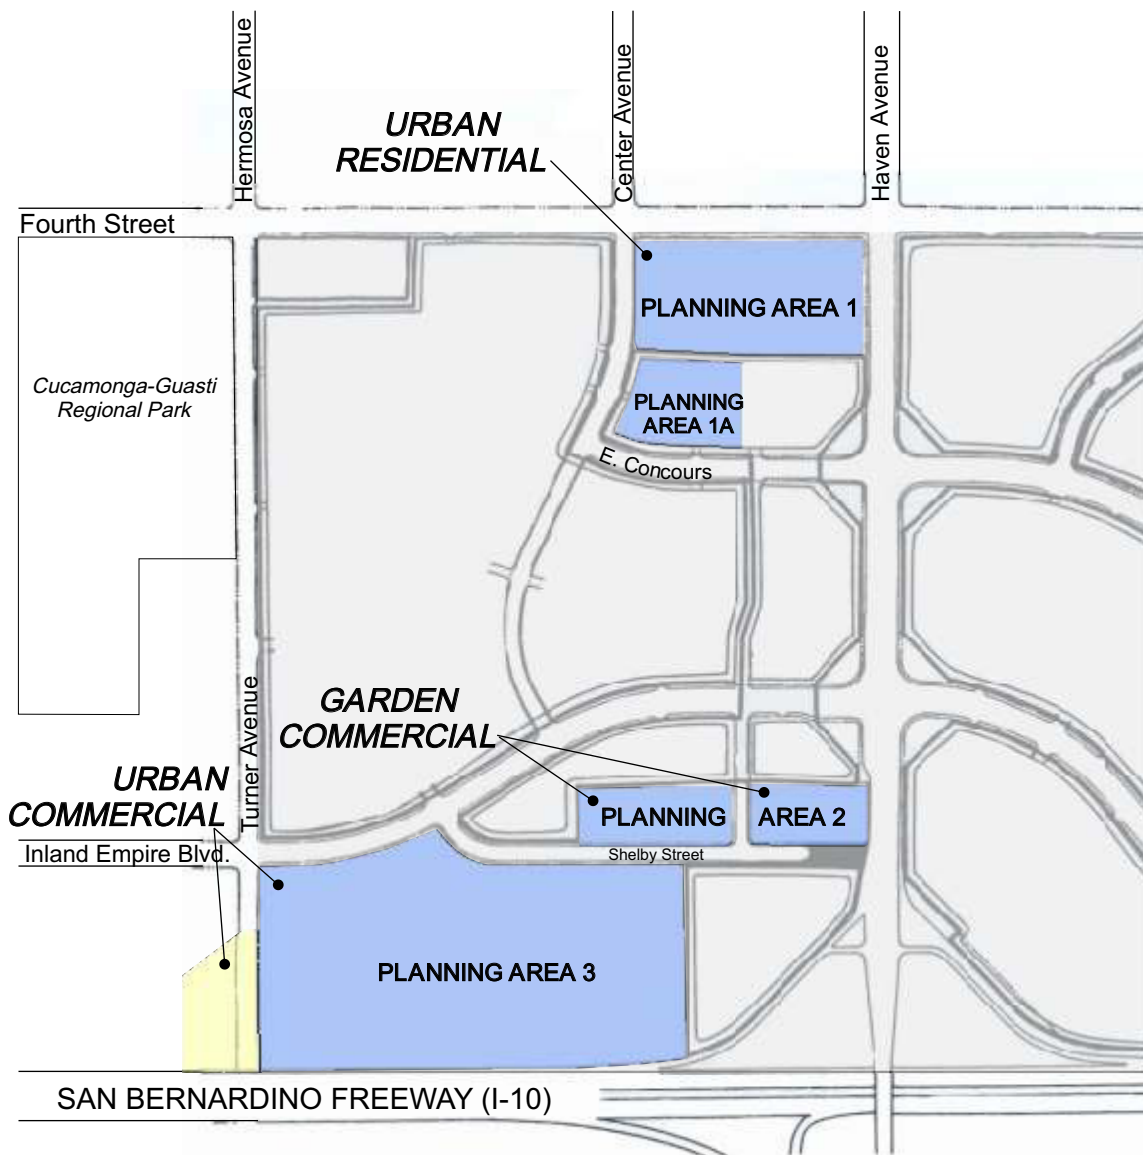 Hermosa Avenue
Center Avenue
Haven Avenue
URBAN
RESIDENTIAL
Fourth Street
PLANNING AREA 1
Cucamonga-Guasti
Regional Park
PLANNING
AREA 1A
E. Concours
GARDEN
COMMERCIAL
Turner Avenue
URBAN
COMMERCIAL
PLANNING
AREA 2
Inland Empire Blvd.
Shelby Street
PLANNING AREA 3
SAN BERNARDINO FREEWAY (I-10)